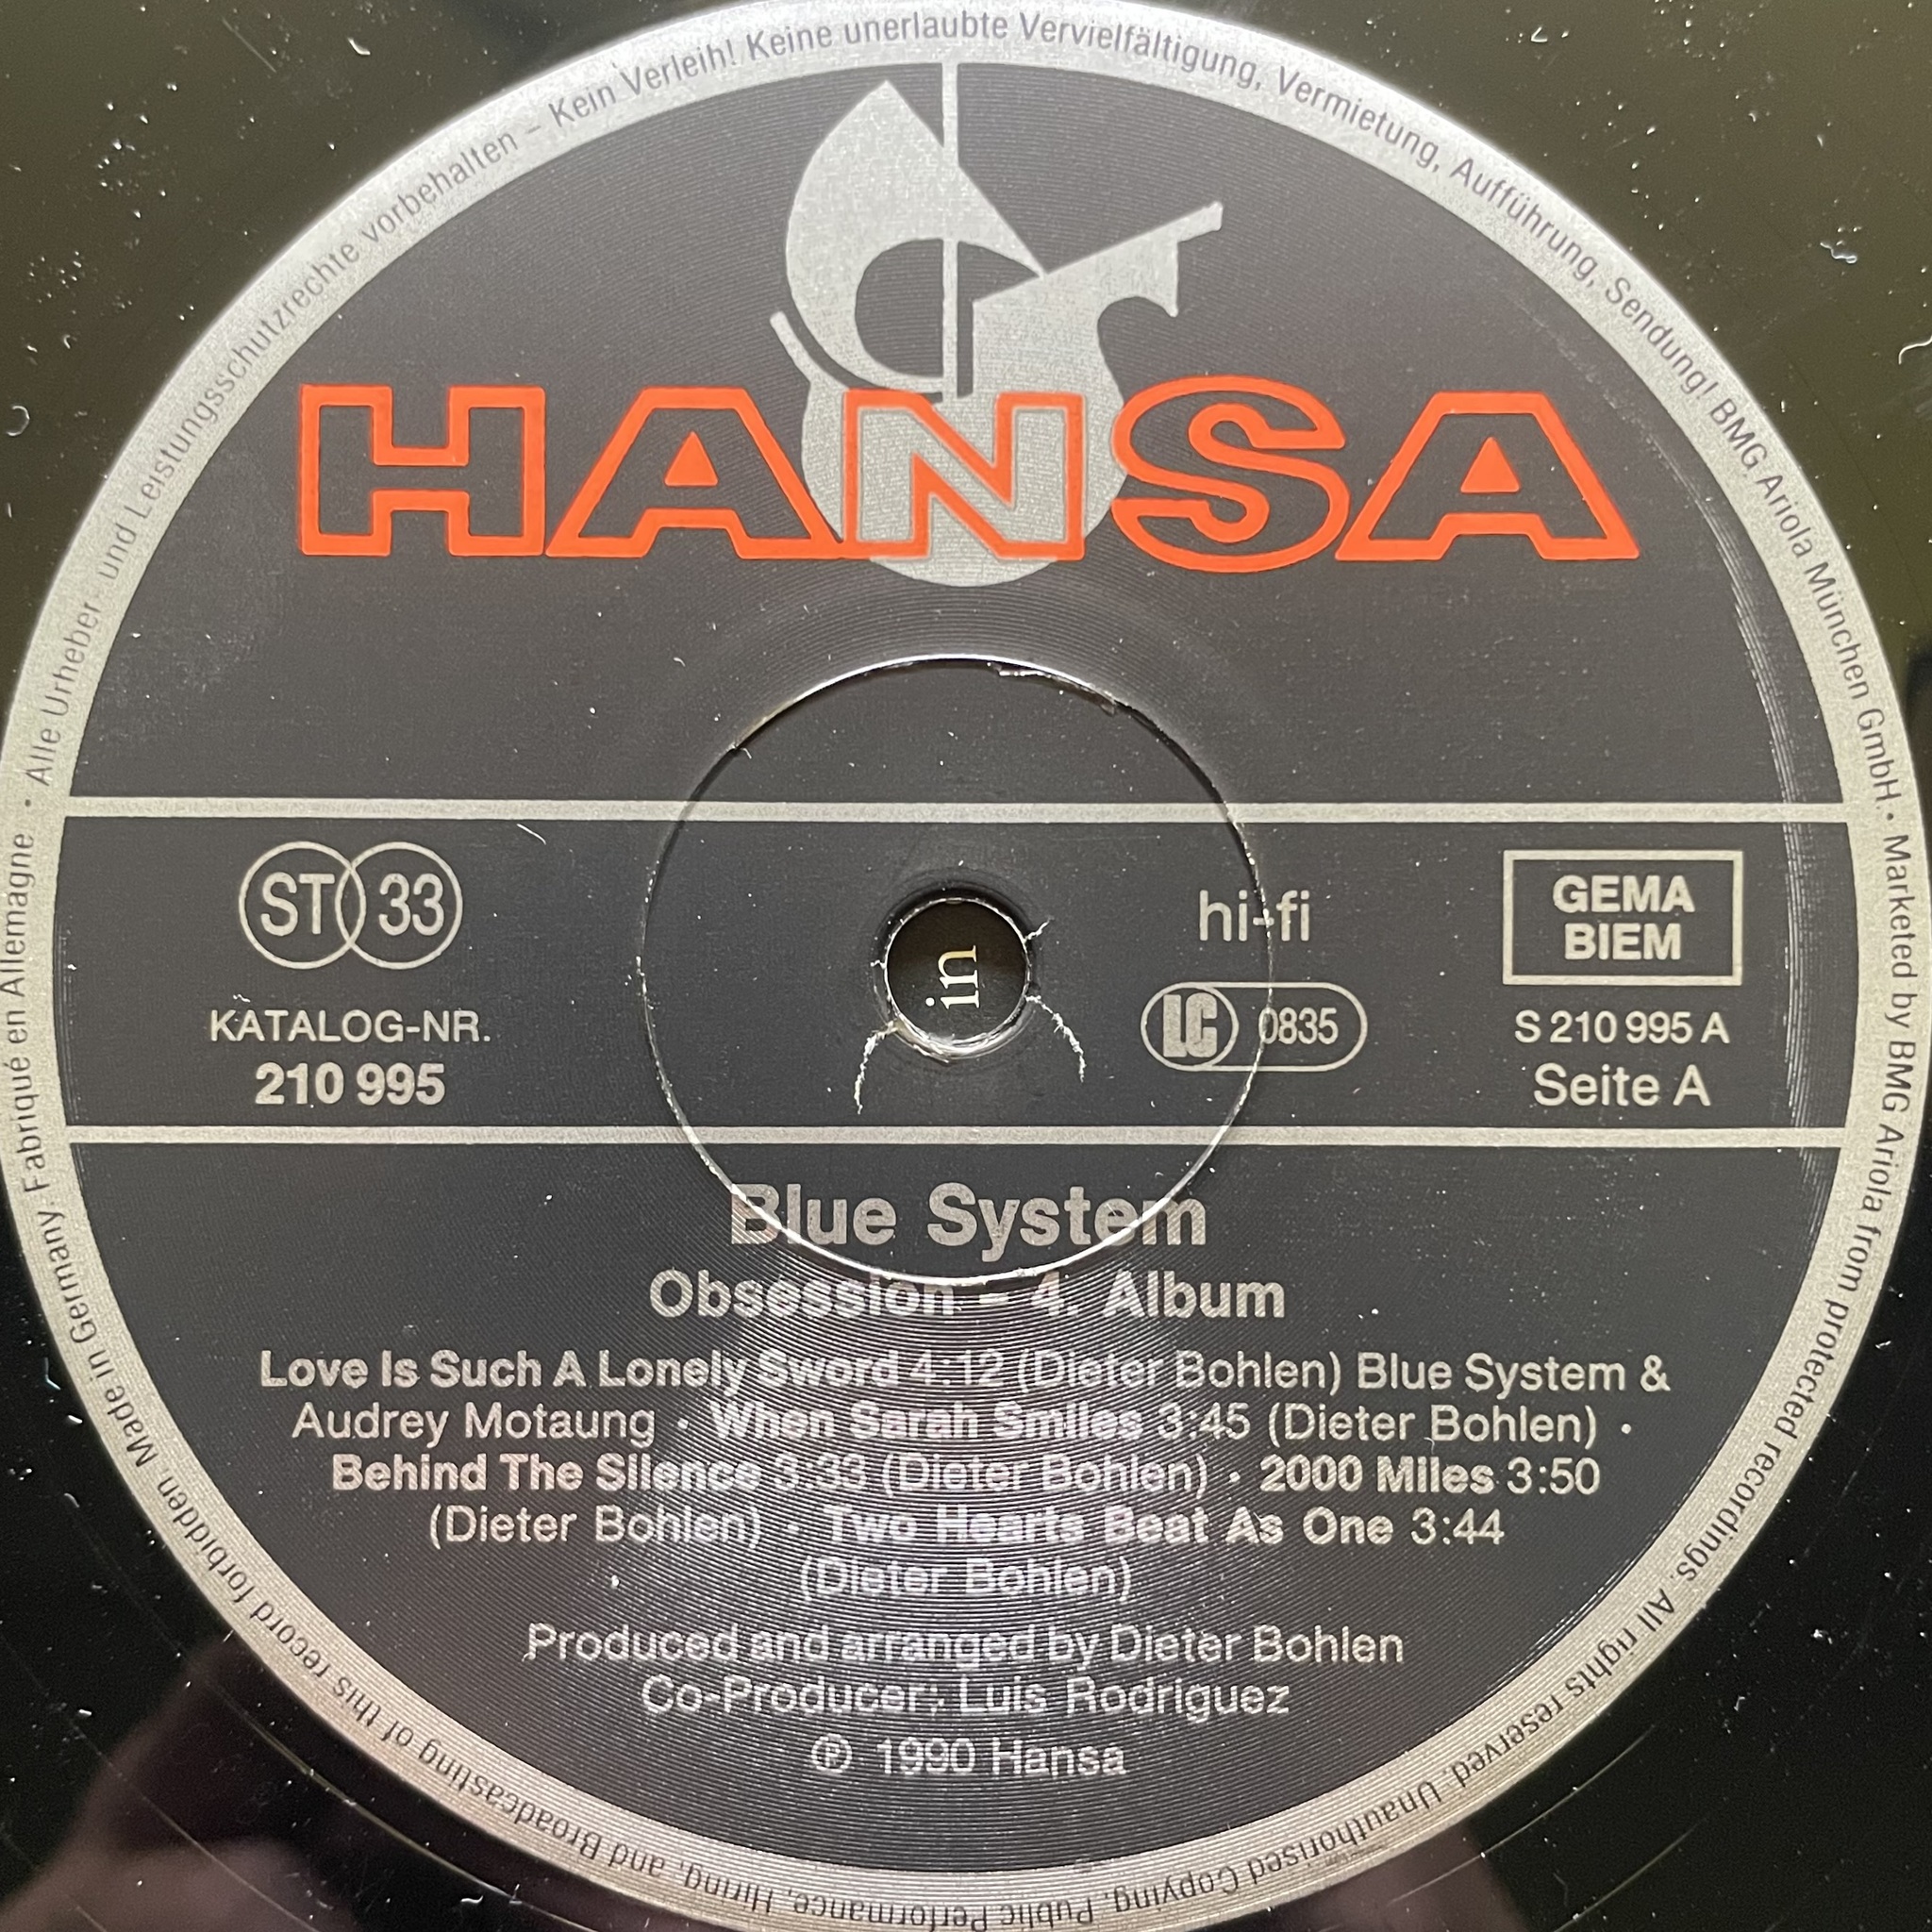 Alle Urheber- und Leistungsschutzrechte vorbehalten – Kein Verleih! Keine unerlaubte Vervielfältigung, Vermietung, Aufführung, Sendung! BMG Ariola München GmbH. • Marketed by BMG Ariola from protected recordings. All rights reserved. Unauthorised Copying, Public Performance, Hiring, and Broadcasting of this record forbidden. Made in Germany. Fabriqué en Allemagne •
HANSA
ST 33
KATALOG-NR.
210 995
in
hi-fi
LC 0835
GEMA
BIEM
S 210 995 A
Seite A
Blue System
Obsession – 4. Album
Love Is Such A Lonely Sword 4:12 (Dieter Bohlen) Blue System &
Audrey Motaung • When Sarah Smiles 3:45 (Dieter Bohlen) •
Behind The Silence 3:33 (Dieter Bohlen) • 2000 Miles 3:50
(Dieter Bohlen) • Two Hearts Beat As One 3:44
(Dieter Bohlen)
Produced and arranged by Dieter Bohlen
Co-Producer: Luis Rodriguez
℗ 1990 Hansa